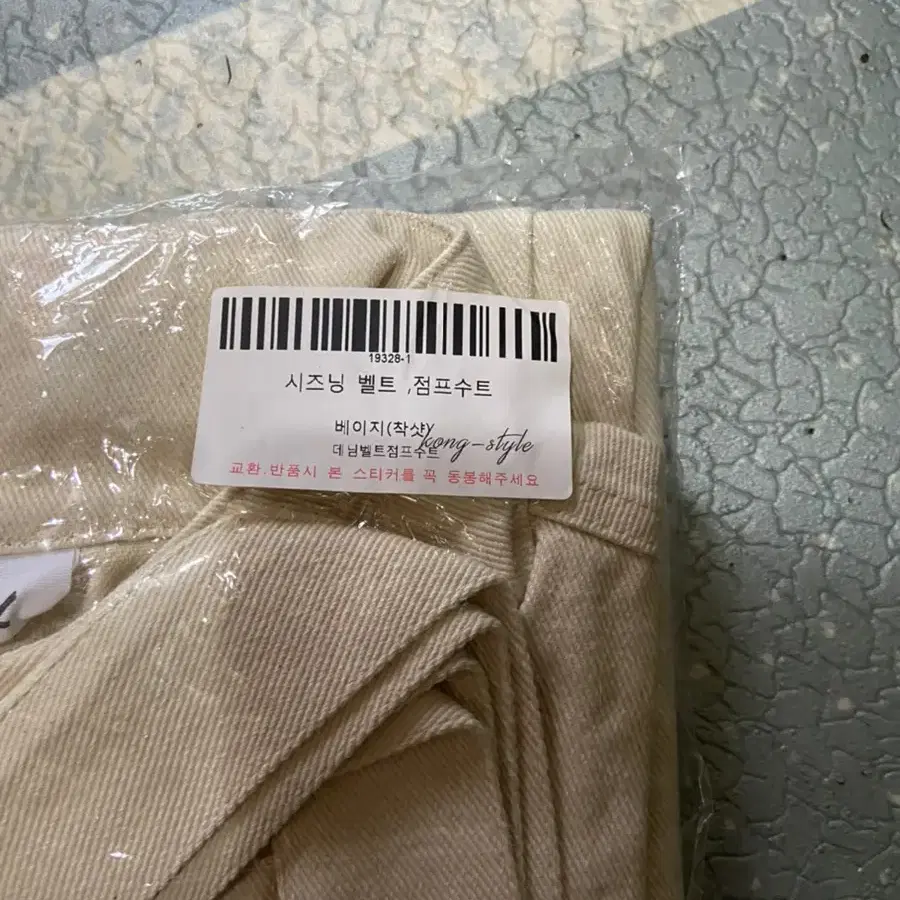 19328-1
시즈닝 벨트 ,점프수트
베이지(착샷)
kong-style
데님벨트점프수트
교환.반품시 본 스티커를 꼭 동봉해주세요